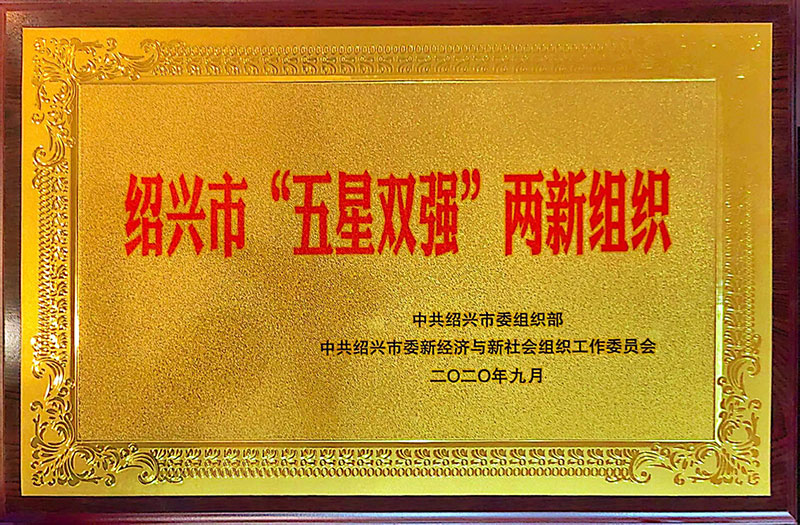 绍兴市“五星双强”两新组织
中共绍兴市委组织部
中共绍兴市委新经济与新社会组织工作委员会
二〇二〇年九月